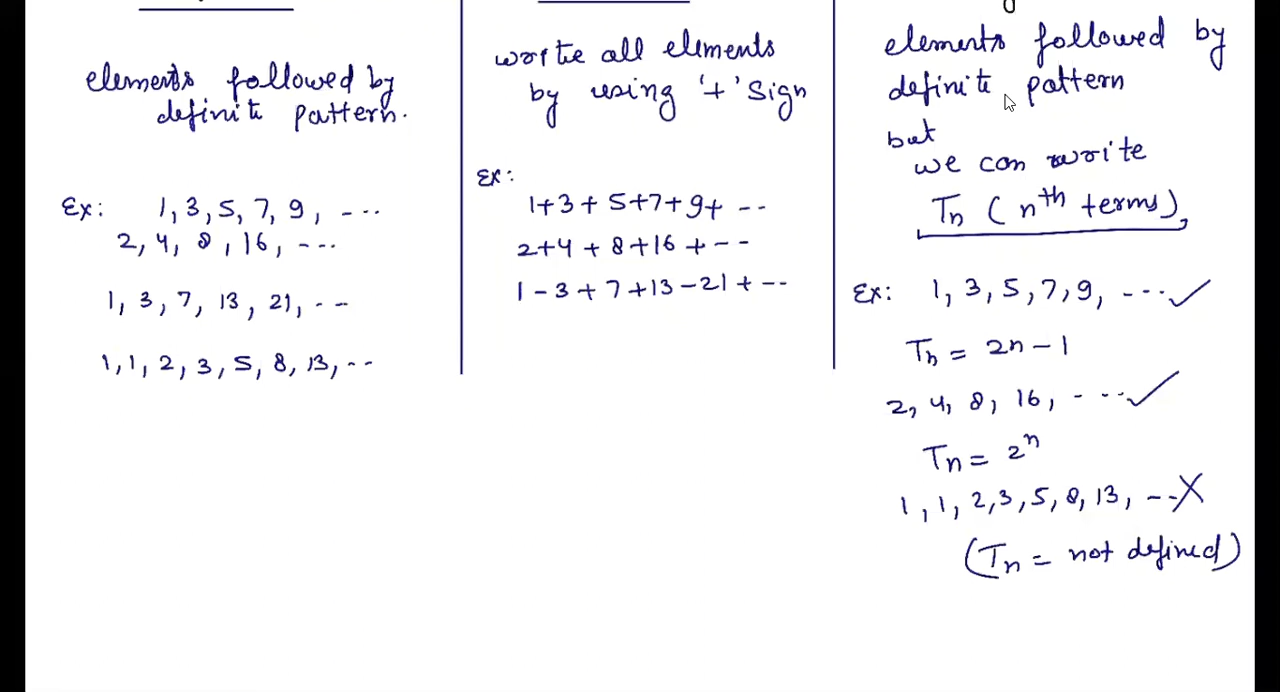 elements followed by
definite pattern.
Ex: 1, 3, 5, 7, 9, ---
2, 4, 8, 16, ---
1, 3, 7, 13, 21, --
1, 1, 2, 3, 5, 8, 13, --
write all elements
by using '+' Sign
Ex:
1+3+5+7+9+ --
2+4+8+16+--
1-3+7+13-21+--
elements followed by
definite pattern
but
we can write
Tn (nth terms),
Ex: 1, 3, 5, 7, 9, ---✓
Tn = 2n-1
2, 4, 8, 16, ---✓
Tn = 2^n
1, 1, 2, 3, 5, 8, 13, --X
(Tn = not defined)